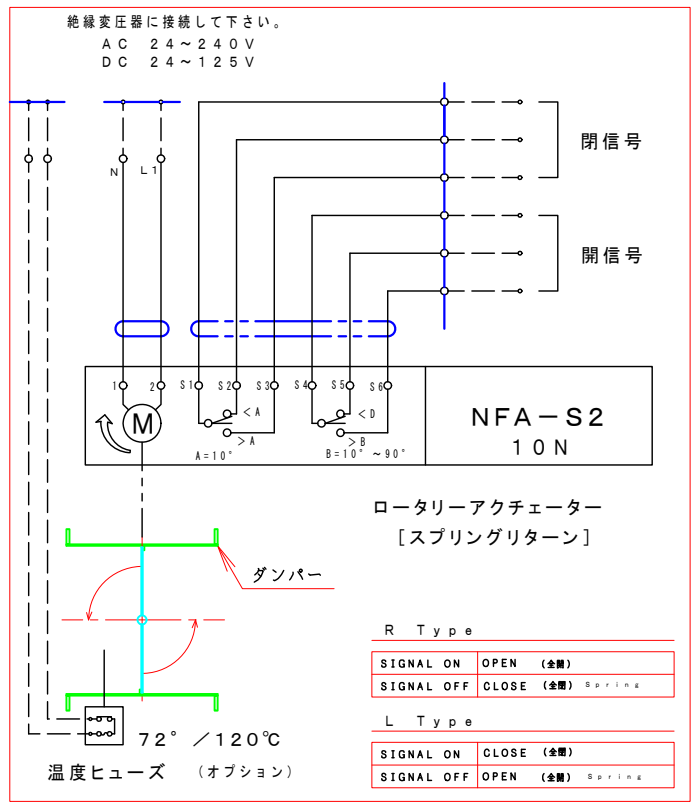 絶縁変圧器に接続して下さい。
AC 24~240V
DC 24~125V
N
L1
閉信号
開信号
1
2
S1
S2
S3
S4
S5
S6
M
<A
>A
A=10°
<D
>B
B=10° ~90°
NFA-S2
10N
ロータリーアクチェーター
[スプリングリターン]
ダンパー
R Type
SIGNAL ON OPEN (全開)
SIGNAL OFF CLOSE (全閉) Spring
L Type
SIGNAL ON CLOSE (全閉)
SIGNAL OFF OPEN (全開) Spring
72° /120℃
温度ヒューズ (オプション)